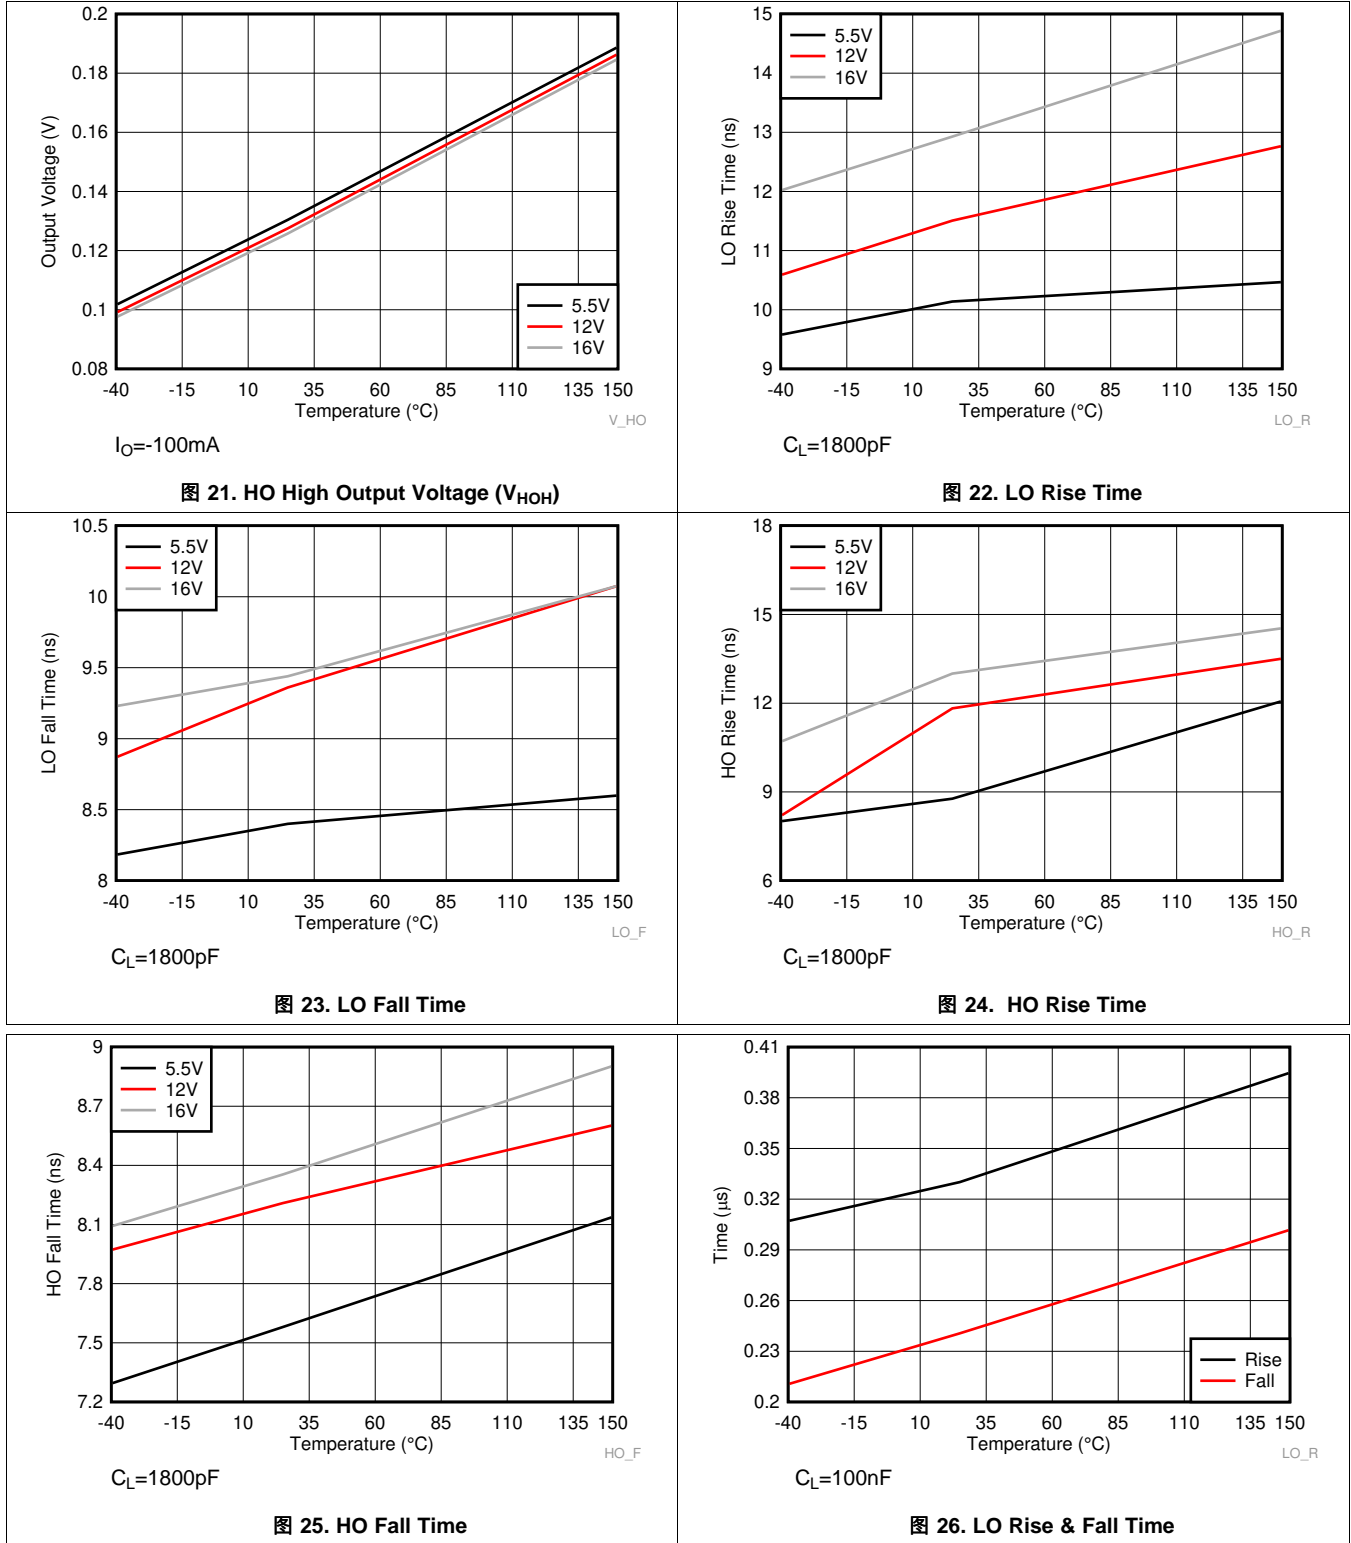 0.2
0.18
0.16
0.14
0.12
0.1
0.08
Output Voltage (V)
5.5V
12V
16V
-40 -15 10 35 60 85 110 135 150
Temperature (°C)
V_HO
IO=-100mA
图 21. HO High Output Voltage (VHOH)
15
14
13
12
11
10
9
LO Rise Time (ns)
5.5V
12V
16V
-40 -15 10 35 60 85 110 135 150
Temperature (°C)
LO_R
CL=1800pF
图 22. LO Rise Time
10.5
10
9.5
9
8.5
8
LO Fall Time (ns)
5.5V
12V
16V
-40 -15 10 35 60 85 110 135 150
Temperature (°C)
LO_F
CL=1800pF
图 23. LO Fall Time
18
15
12
9
6
HO Rise Time (ns)
5.5V
12V
16V
-40 -15 10 35 60 85 110 135 150
Temperature (°C)
HO_R
CL=1800pF
图 24. HO Rise Time
9
8.7
8.4
8.1
7.8
7.5
7.2
HO Fall Time (ns)
5.5V
12V
16V
-40 -15 10 35 60 85 110 135 150
Temperature (°C)
HO_F
CL=1800pF
图 25. HO Fall Time
0.41
0.38
0.35
0.32
0.29
0.26
0.23
0.2
Time (µs)
Rise
Fall
-40 -15 10 35 60 85 110 135 150
Temperature (°C)
LO_R
CL=100nF
图 26. LO Rise & Fall Time